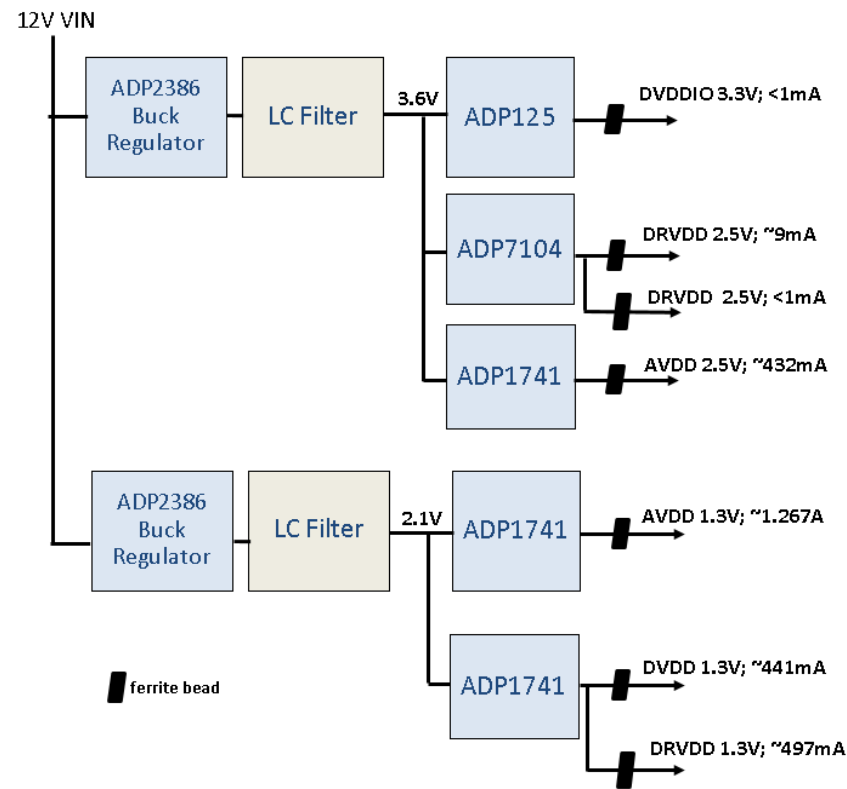 12V VIN
ADP2386
Buck
Regulator
LC Filter
3.6V
ADP125
DVDDIO 3.3V; <1mA
ADP7104
DRVDD 2.5V; ~9mA
DRVDD 2.5V; <1mA
ADP1741
AVDD 2.5V; ~432mA
ADP2386
Buck
Regulator
LC Filter
2.1V
ADP1741
AVDD 1.3V; ~1.267A
ADP1741
DVDD 1.3V; ~441mA
DRVDD 1.3V; ~497mA
ferrite bead